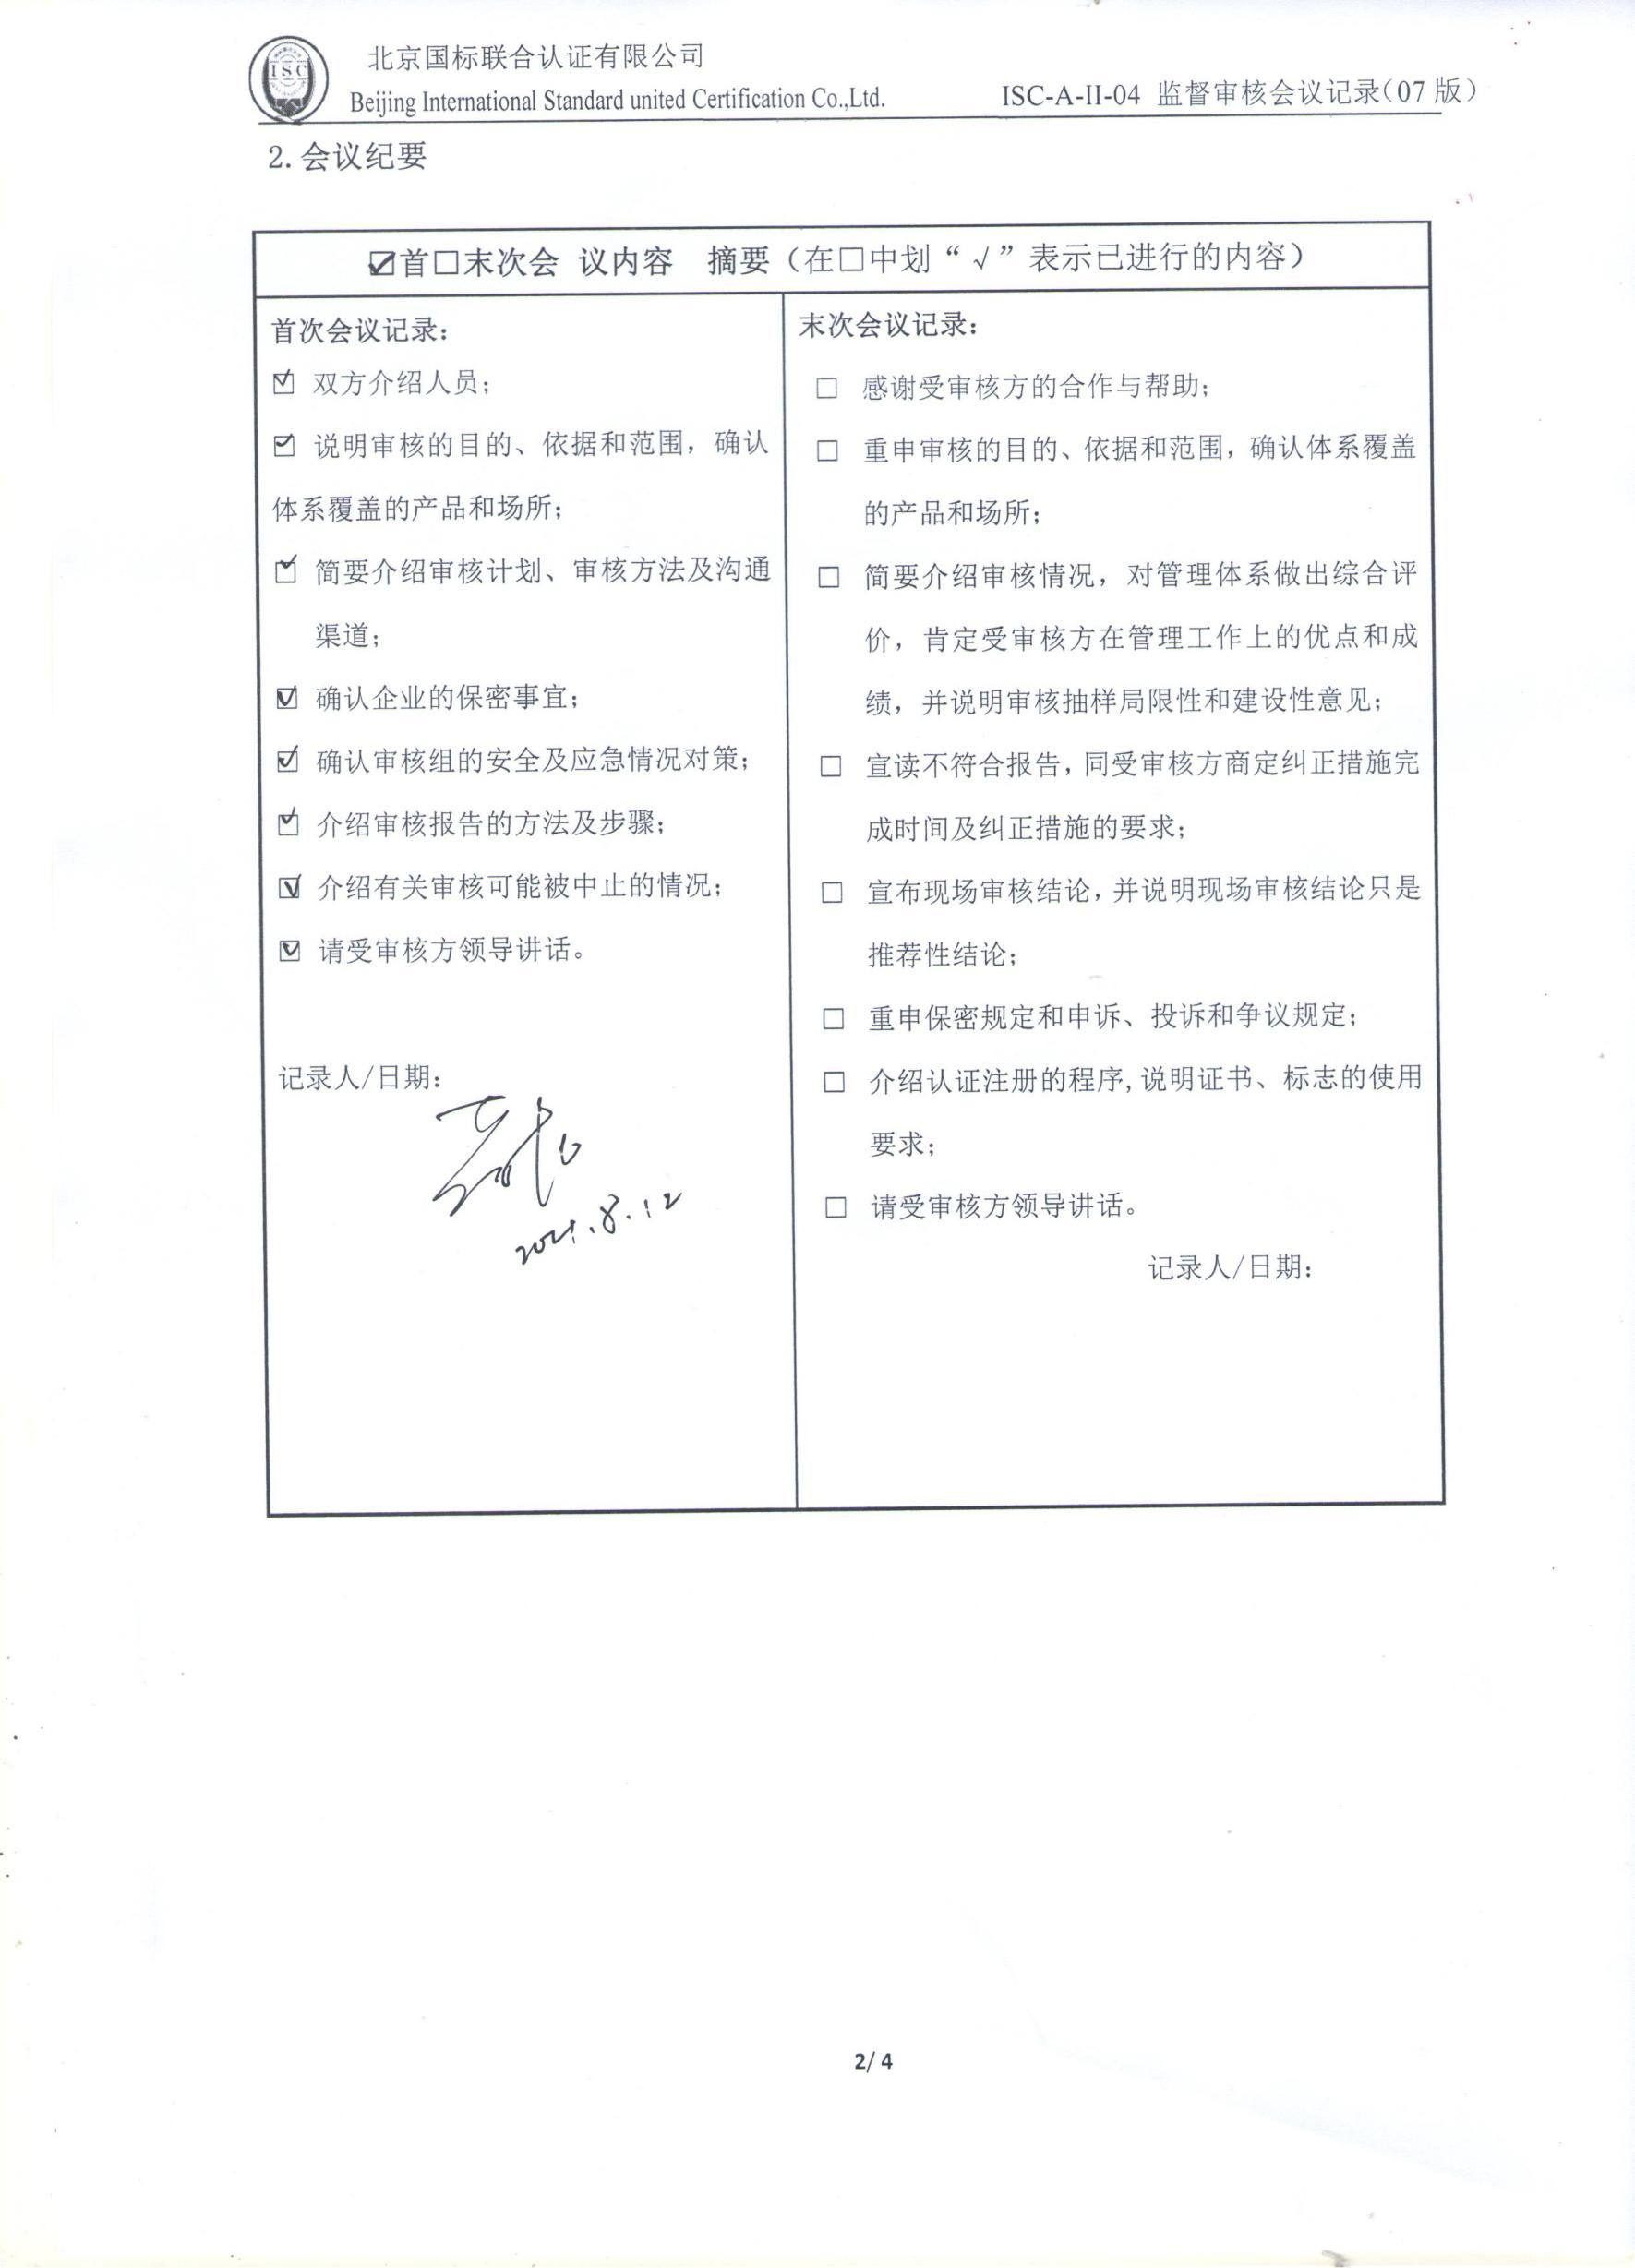 ISC
北京国标联合认证有限公司
Beijing International Standard united Certification Co.,Ltd.
ISC-A-II-04 监督审核会议记录(07版)
2.会议纪要
☑首□末次会 议内容 摘要（在□中划“√”表示已进行的内容）
首次会议记录：
☑ 双方介绍人员；
☑ 说明审核的目的、依据和范围，确认
体系覆盖的产品和场所；
☑ 简要介绍审核计划、审核方法及沟通
渠道；
☑ 确认企业的保密事宜；
☑ 确认审核组的安全及应急情况对策；
☑ 介绍审核报告的方法及步骤；
☑ 介绍有关审核可能被中止的情况；
☑ 请受审核方领导讲话。
记录人/日期：
2021.8.12
末次会议记录：
□ 感谢受审核方的合作与帮助；
□ 重申审核的目的、依据和范围，确认体系覆盖
的产品和场所；
□ 简要介绍审核情况，对管理体系做出综合评
价，肯定受审核方在管理工作上的优点和成
绩，并说明审核抽样局限性和建设性意见；
□ 宣读不符合报告，同受审核方商定纠正措施完
成时间及纠正措施的要求；
□ 宣布现场审核结论，并说明现场审核结论只是
推荐性结论；
□ 重申保密规定和申诉、投诉和争议规定；
□ 介绍认证注册的程序,说明证书、标志的使用
要求；
□ 请受审核方领导讲话。
记录人/日期：
2/ 4